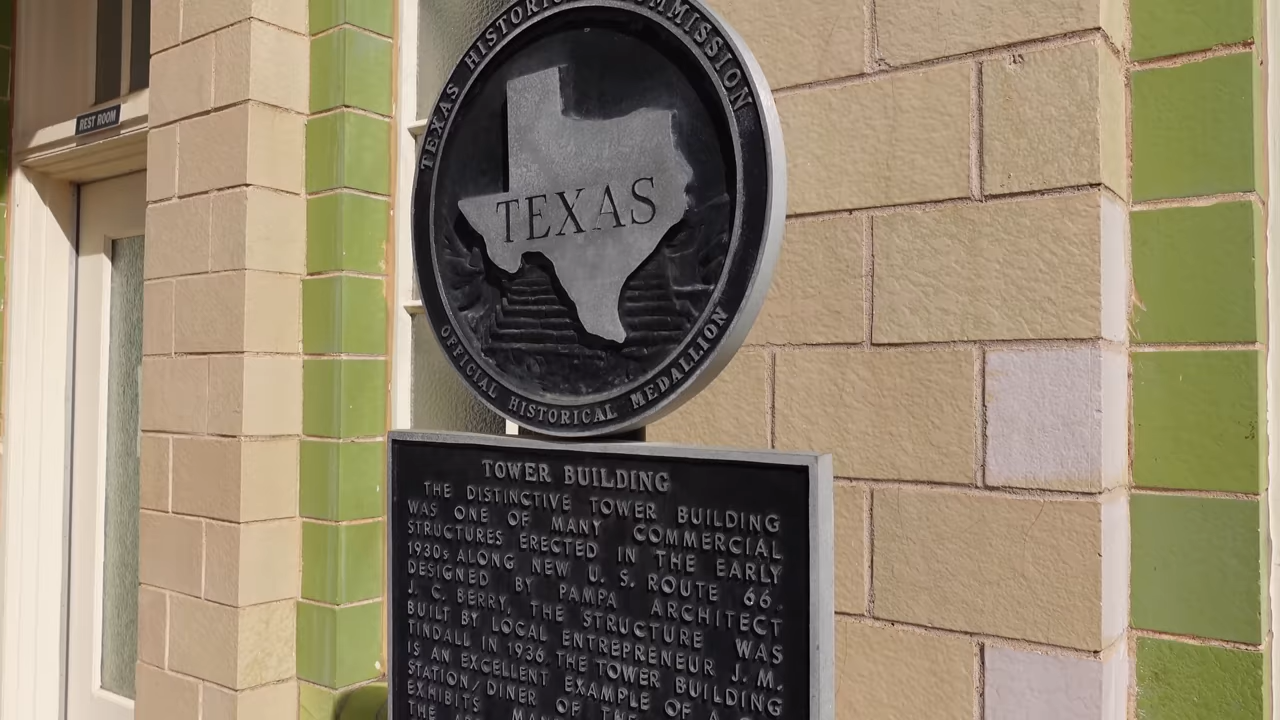 REST ROOM
TEXAS HISTORICAL COMMISSION
TEXAS
OFFICIAL HISTORICAL MEDALLION
TOWER BUILDING
THE DISTINCTIVE TOWER BUILDING
WAS ONE OF MANY COMMERCIAL
STRUCTURES ERECTED IN THE EARLY
1930s ALONG NEW U. S. ROUTE 66.
DESIGNED BY PAMPA ARCHITECT
J. C. BERRY, THE STRUCTURE WAS
BUILT BY LOCAL ENTREPRENEUR J. M.
TINDALL IN 1936. THE TOWER BUILDING
IS AN EXCELLENT EXAMPLE OF A
STATION/DINER OF THE
EXHIBITS MANY
THE